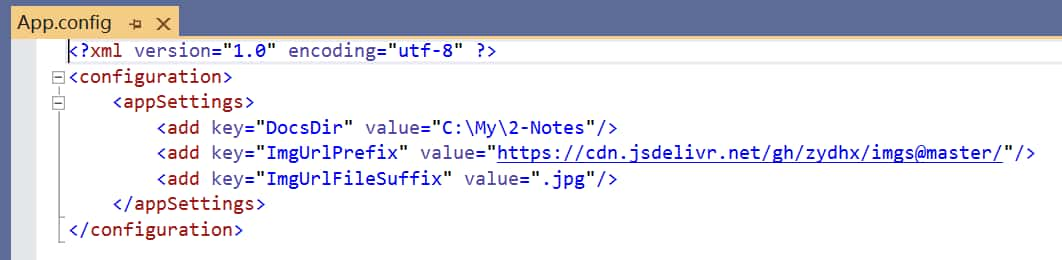 App.config
<?xml version="1.0" encoding="utf-8" ?>
<configuration>
<appSettings>
<add key="DocsDir" value="C:\My\2-Notes"/>
<add key="ImgUrlPrefix" value="https://cdn.jsdelivr.net/gh/zydhx/imgs@master/"/>
<add key="ImgUrlFileSuffix" value=".jpg"/>
</appSettings>
</configuration>